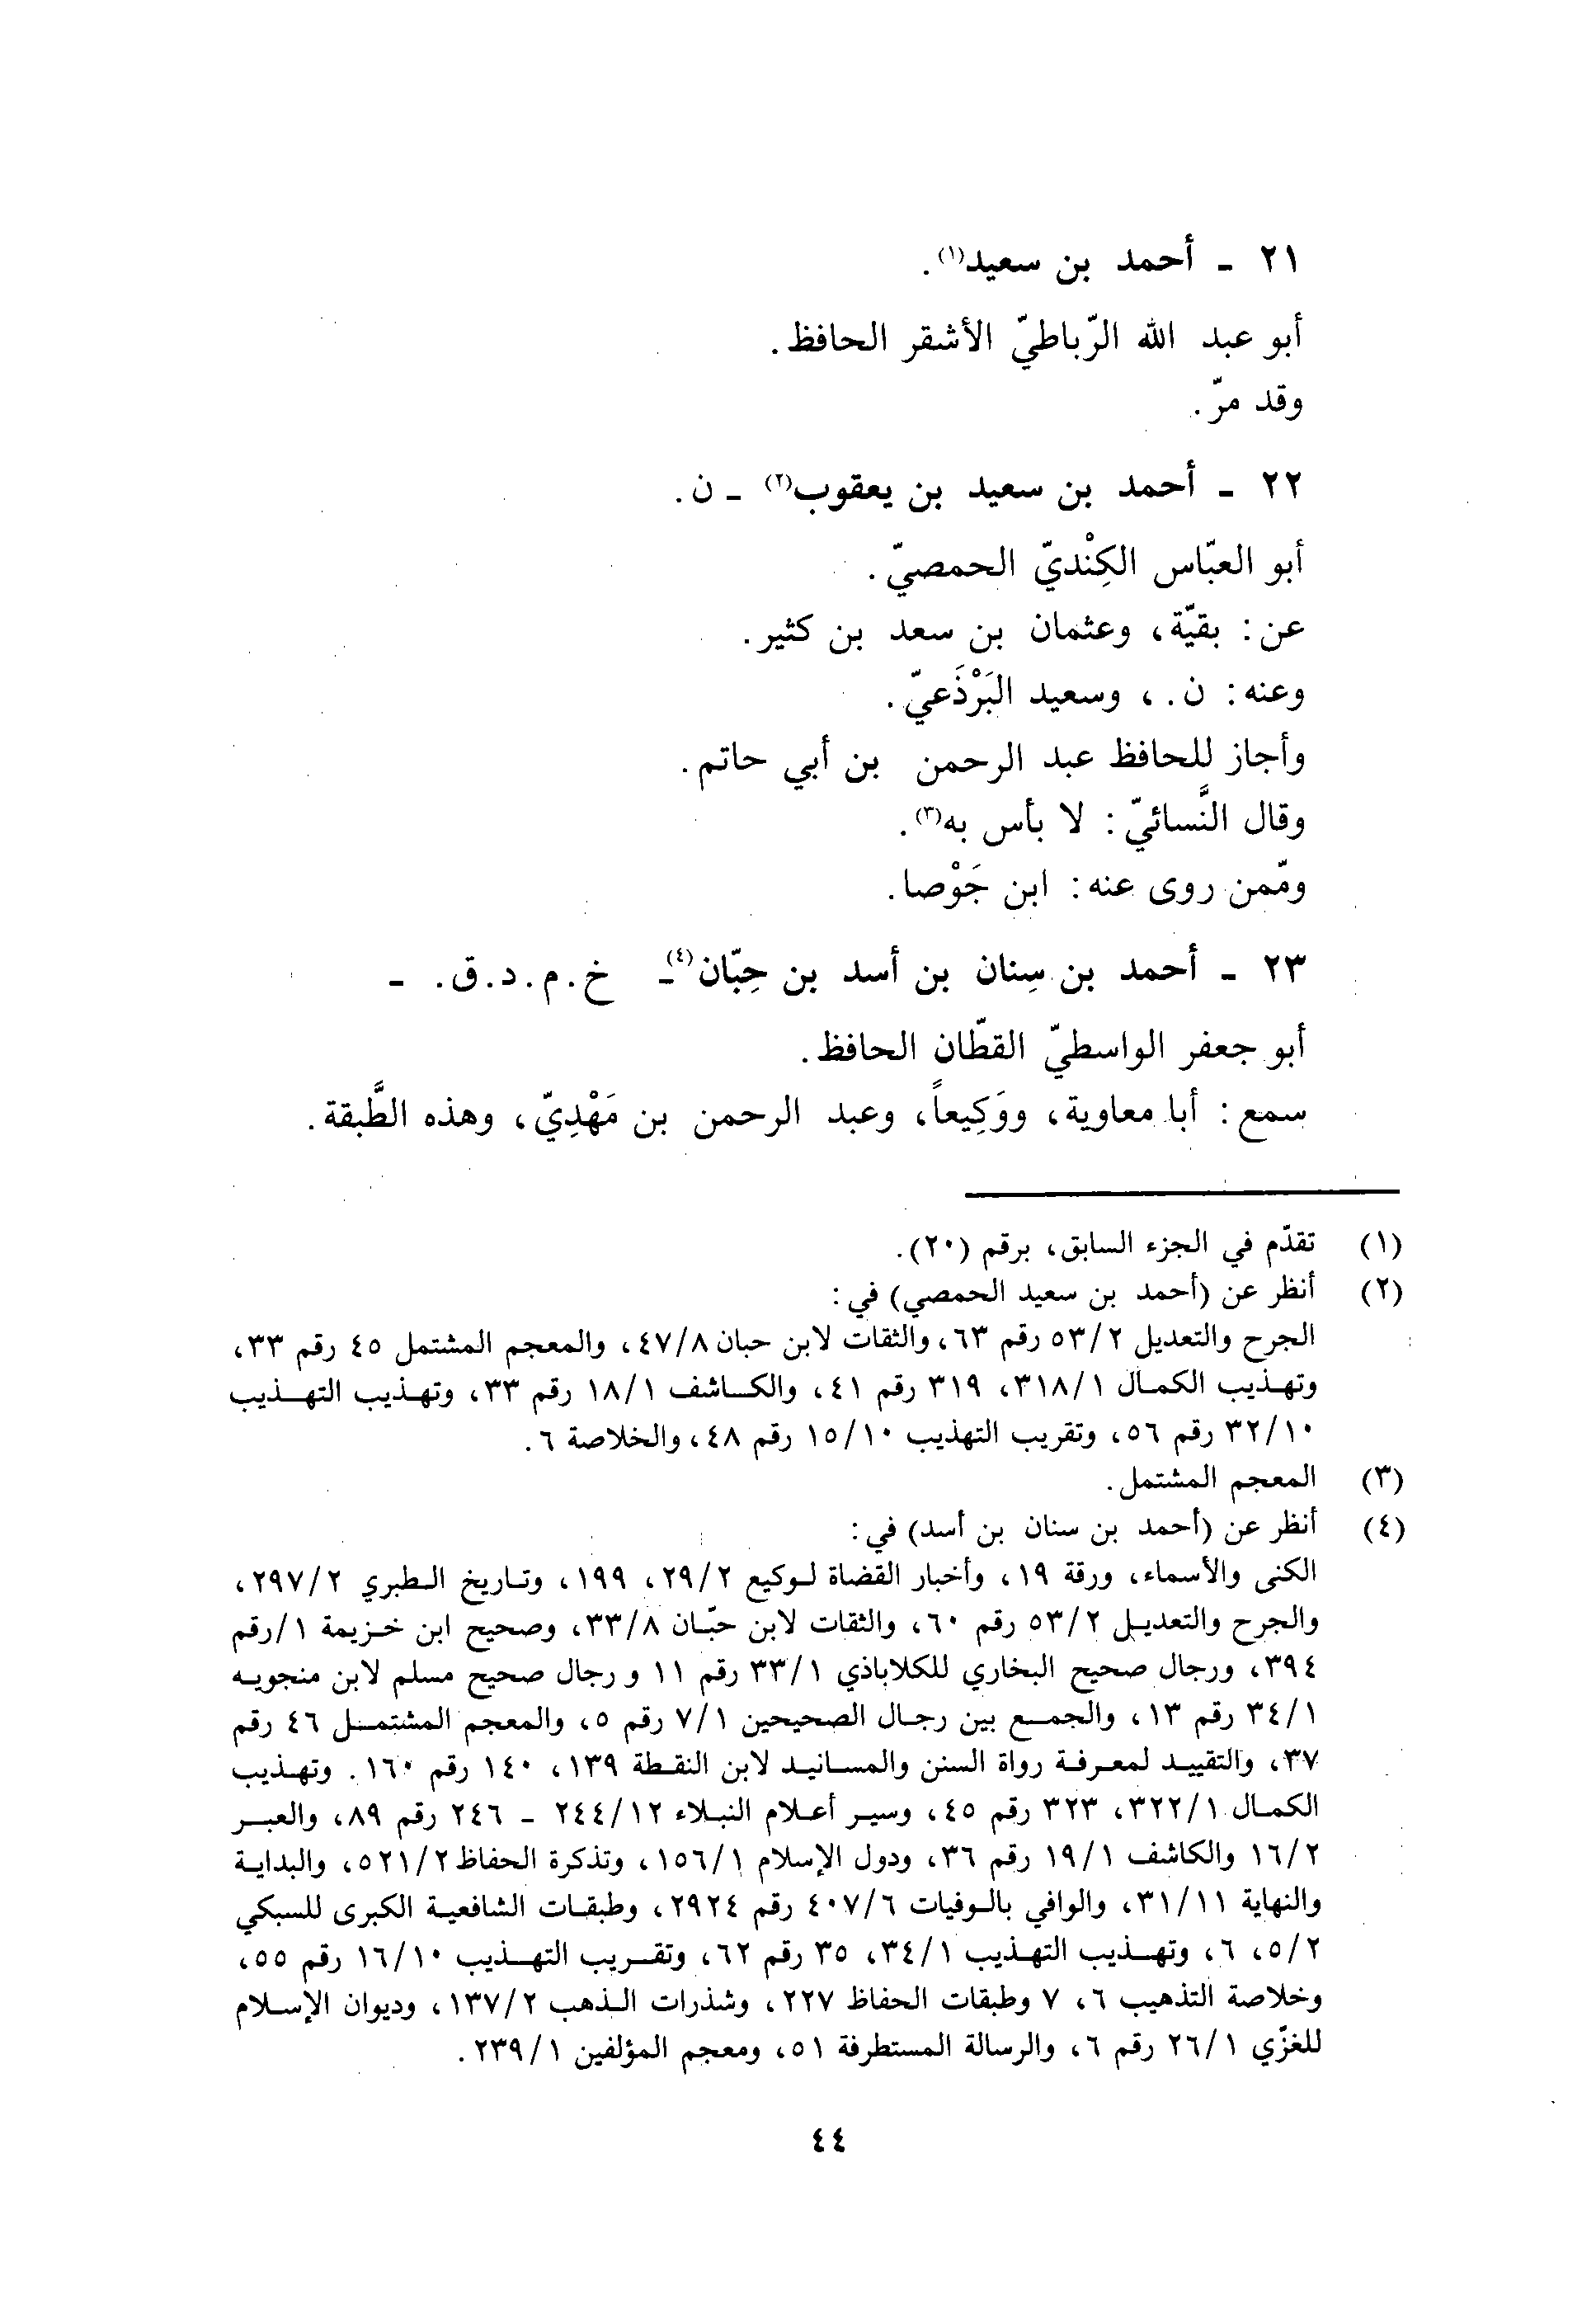 ٢١ - أحمد بن سعيد(١).
أبو عبد الله الرّباطيّ الأشقر الحافظ.
وقد مرّ.
٢٢ - أحمد بن سعيد بن يعقوب(٢) - ن.
أبو العبّاس الكِنْديّ الحمصيّ.
عن: بقيّة، وعثمان بن سعد بن كثير.
وعنه: ن.، وسعيد البَرْذَعيّ.
وأجاز للحافظ عبد الرحمن بن أبي حاتم.
وقال النَّسائيّ: لا بأس به(٣).
وممّن روى عنه: ابن جَوْصا.
٢٣ - أحمد بن سِنان بن أسد بن حِبّان(٤) - خ.م.د.ق. -
أبو جعفر الواسطيّ القطّان الحافظ.
سمع: أبا معاوية، ووَكِيعاً، وعبد الرحمن بن مَهْدِيّ، وهذه الطَّبقة.
(١) تقدّم في الجزء السابق، برقم (٢٠).
(٢) أنظر عن (أحمد بن سعيد الحمصي) في:
الجرح والتعديل ٥٣/٢ رقم ٦٣، والثقات لابن حبان ٤٧/٨، والمعجم المشتمل ٤٥ رقم ٣٣،
وتهذيب الكمال ٣١٨/١، ٣١٩ رقم ٤١، والكاشف ١٨/١ رقم ٣٣، وتهذيب التهذيب
٣٢/١٠ رقم ٥٦، وتقريب التهذيب ١٥/١٠ رقم ٤٨، والخلاصة ٦.
(٣) المعجم المشتمل.
(٤) أنظر عن (أحمد بن سنان بن أسد) في:
الكنى والأسماء، ورقة ١٩، وأخبار القضاة لوكيع ٢٩/٢، ١٩٩، وتاريخ الطبري ٢٩٧/٢،
والجرح والتعديل ٥٣/٢ رقم ٦٠، والثقات لابن حبّان ٣٣/٨، وصحيح ابن خزيمة ١/رقم
٣٩٤، ورجال صحيح البخاري للكلاباذي ٣٣/١ رقم ١١ و رجال صحيح مسلم لابن منجويه
٣٤/١ رقم ١٣، والجمع بين رجال الصحيحين ٧/١ رقم ٥، والمعجم المشتمل ٤٦ رقم
٣٧، والتقييد لمعرفة رواة السنن والمسانيد لابن النقطة ١٣٩، ١٤٠ رقم ١٦٠. وتهذيب
الكمال ٣٢٢/١، ٣٢٣ رقم ٤٥، وسير أعلام النبلاء ٢٤٤/١٢ - ٢٤٦ رقم ٨٩، والعبر
١٦/٢ والكاشف ١٩/١ رقم ٣٦، ودول الإسلام ١٥٦/١، وتذكرة الحفاظ ٥٢١/٢، والبداية
والنهاية ٣١/١١، والوافي بالوفيات ٤٠٧/٦ رقم ٢٩٢٤، وطبقات الشافعية الكبرى للسبكي
٥/٢، ٦، وتهذيب التهذيب ٣٤/١، ٣٥ رقم ٦٢، وتقريب التهذيب ١٦/١٠ رقم ٥٥،
وخلاصة التذهيب ٦، ٧ وطبقات الحفاظ ٢٢٧، وشذرات الذهب ١٣٧/٢، وديوان الإسلام
للغزّي ٢٦/١ رقم ٦، والرسالة المستطرفة ٥١، ومعجم المؤلفين ٢٣٩/١.
٤٤